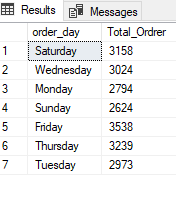 Results Messages
order_day Total_Ordrer
1 Saturday 3158
2 Wednesday 3024
3 Monday 2794
4 Sunday 2624
5 Friday 3538
6 Thursday 3239
7 Tuesday 2973